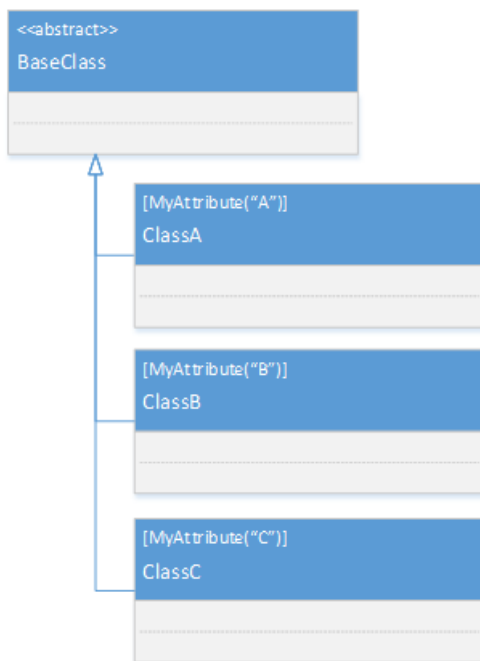 <<abstract>>
BaseClass
[MyAttribute(“A”)]
ClassA
[MyAttribute(“B”)]
ClassB
[MyAttribute(“C”)]
ClassC